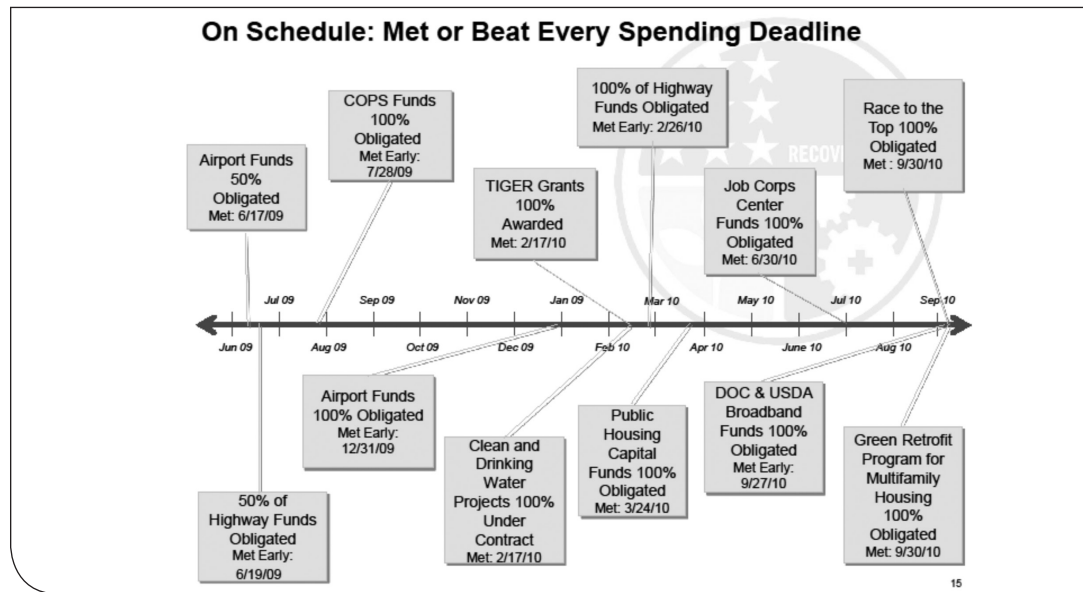 On Schedule: Met or Beat Every Spending Deadline
COPS Funds
100%
Obligated
Met Early:
7/28/09
100% of Highway
Funds Obligated
Met Early: 2/26/10
Race to the
Top 100%
Obligated
Met : 9/30/10
Airport Funds
50%
Obligated
Met: 6/17/09
TIGER Grants
100%
Awarded
Met: 2/17/10
Job Corps
Center
Funds 100%
Obligated
Met: 6/30/10
Jul 09
Sep 09
Nov 09
Jan 09
Mar 10
May 10
Jul 10
Sep 10
Jun 09
Aug 09
Oct 09
Dec 09
Feb 10
Apr 10
June 10
Aug 10
Airport Funds
100% Obligated
Met Early:
12/31/09
Clean and
Drinking
Water
Projects 100%
Under
Contract
Met: 2/17/10
Public
Housing
Capital
Funds 100%
Obligated
Met: 3/24/10
DOC & USDA
Broadband
Funds 100%
Obligated
Met Early:
9/27/10
Green Retrofit
Program for
Multifamily
Housing
100%
Obligated
Met: 9/30/10
50% of
Highway Funds
Obligated
Met Early:
6/19/09
15